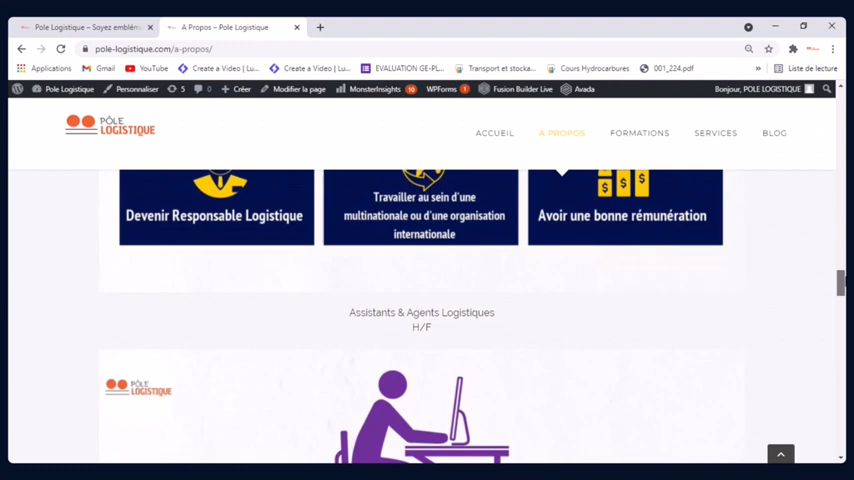 Pole Logistique – Soyez emblém
A Propos – Pole Logistique
pole-logistique.com/a-propos/
Applications
Gmail
YouTube
Create a Video | Lu...
Create a Video | Lu...
EVALUATION GE-PL...
Transport et stocka...
Cours Hydrocarbures
001_224.pdf
»
Liste de lecture
Pole Logistique
Personnaliser
5
0
Créer
Modifier la page
MonsterInsights 10
WPForms 1
Fusion Builder Live
Avada
Bonjour, POLE LOGISTIQUE
PÔLE
LOGISTIQUE
ACCUEIL
A PROPOS
FORMATIONS
SERVICES
BLOG
Devenir Responsable Logistique
Travailler au sein d'une
multinationale ou d'une organisation
internationale
$ $ $
Avoir une bonne rémunération
Assistants & Agents Logistiques
H/F
PÔLE
LOGISTIQUE